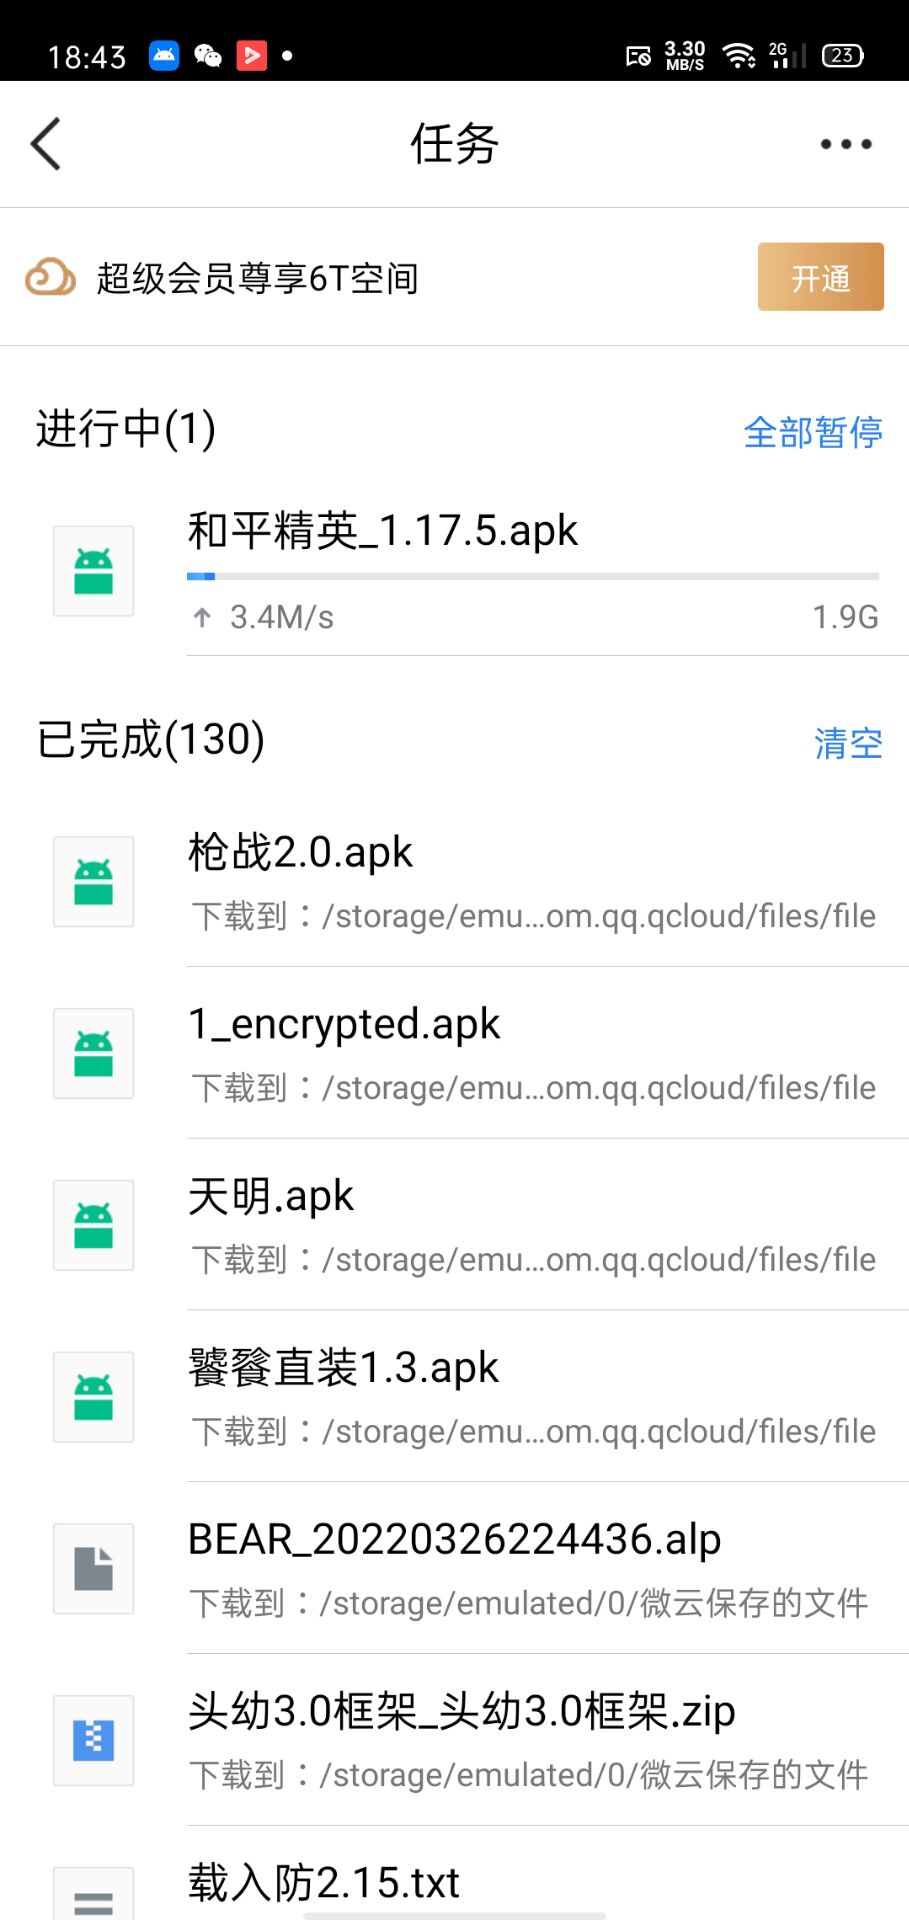 18:43 3.30 MB/S 2G 23
任务
超级会员尊享6T空间 开通
进行中(1) 全部暂停
和平精英_1.17.5.apk
3.4M/s 1.9G
已完成(130) 清空
枪战2.0.apk
下载到：/storage/emu...om.qq.qcloud/files/file
1_encrypted.apk
下载到：/storage/emu...om.qq.qcloud/files/file
天明.apk
下载到：/storage/emu...om.qq.qcloud/files/file
饕餮直装1.3.apk
下载到：/storage/emu...om.qq.qcloud/files/file
BEAR_20220326224436.alp
下载到：/storage/emulated/0/微云保存的文件
头幼3.0框架_头幼3.0框架.zip
下载到：/storage/emulated/0/微云保存的文件
载入防2.15.txt